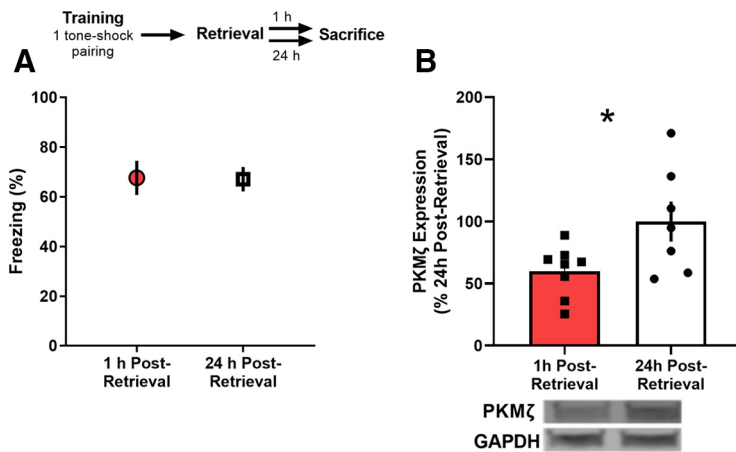 Training
1 tone-shock
pairing
Retrieval
1 h
24 h
Sacrifice
A
Freezing (%)
100
80
60
40
20
0
1 h Post-
Retrieval
24 h Post-
Retrieval
B
*
PKMζ Expression
(% 24h Post-Retrieval)
200
150
100
50
0
1h Post-
Retrieval
24h Post-
Retrieval
PKMζ
GAPDH